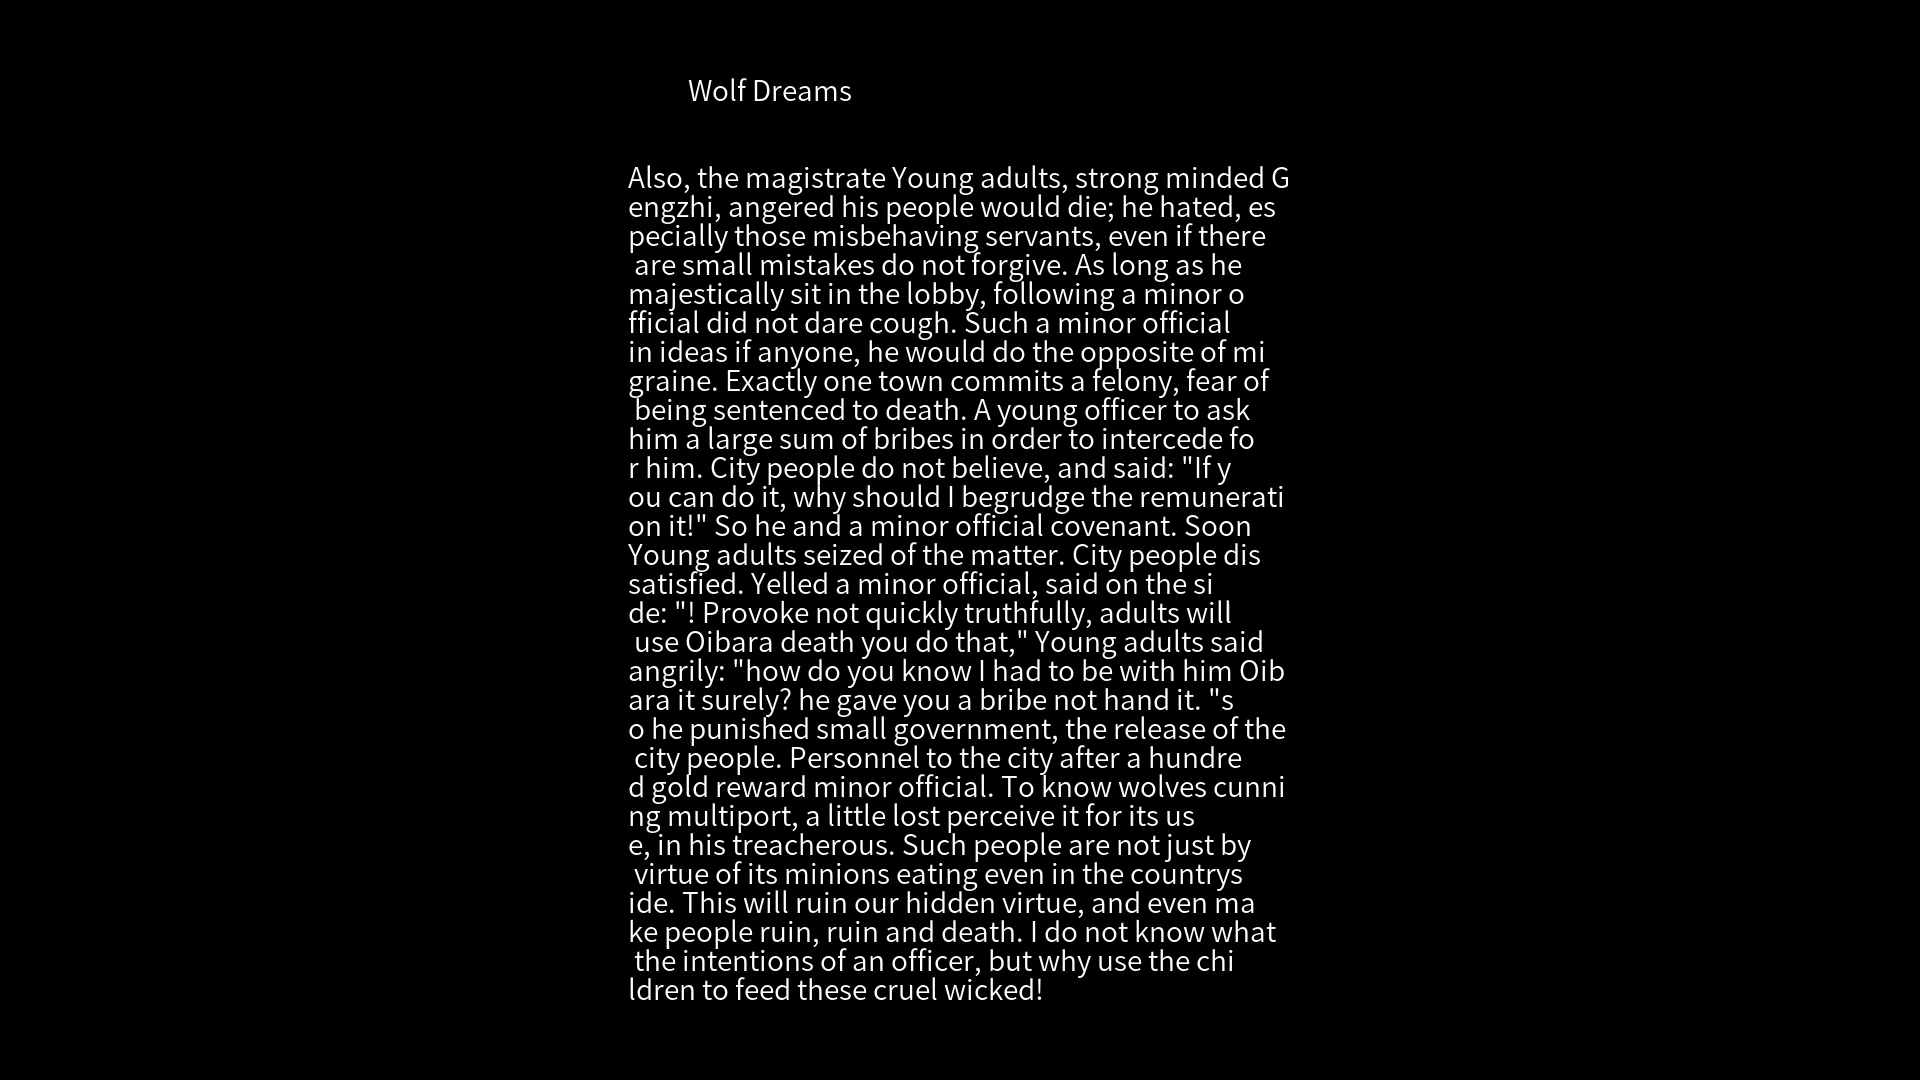 Wolf Dreams
Also, the magistrate Young adults, strong minded G
engzhi, angered his people would die; he hated, es
pecially those misbehaving servants, even if there
 are small mistakes do not forgive. As long as he
majestically sit in the lobby, following a minor o
fficial did not dare cough. Such a minor official
in ideas if anyone, he would do the opposite of mi
graine. Exactly one town commits a felony, fear of
 being sentenced to death. A young officer to ask
him a large sum of bribes in order to intercede fo
r him. City people do not believe, and said: "If y
ou can do it, why should I begrudge the remunerati
on it!" So he and a minor official covenant. Soon
Young adults seized of the matter. City people dis
satisfied. Yelled a minor official, said on the si
de: "! Provoke not quickly truthfully, adults will
 use Oibara death you do that," Young adults said
angrily: "how do you know I had to be with him Oib
ara it surely? he gave you a bribe not hand it. "s
o he punished small government, the release of the
 city people. Personnel to the city after a hundre
d gold reward minor official. To know wolves cunni
ng multiport, a little lost perceive it for its us
e, in his treacherous. Such people are not just by
 virtue of its minions eating even in the countrys
ide. This will ruin our hidden virtue, and even ma
ke people ruin, ruin and death. I do not know what
 the intentions of an officer, but why use the chi
ldren to feed these cruel wicked!